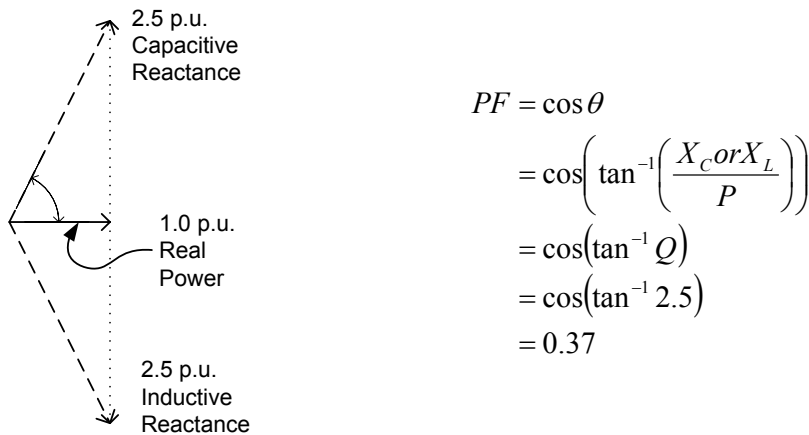 2.5 p.u.
Capacitive
Reactance
1.0 p.u.
Real
Power
2.5 p.u.
Inductive
Reactance
PF = cos θ
= cos(tan⁻¹(X_C or X_L / P))
= cos(tan⁻¹ Q)
= cos(tan⁻¹ 2.5)
= 0.37